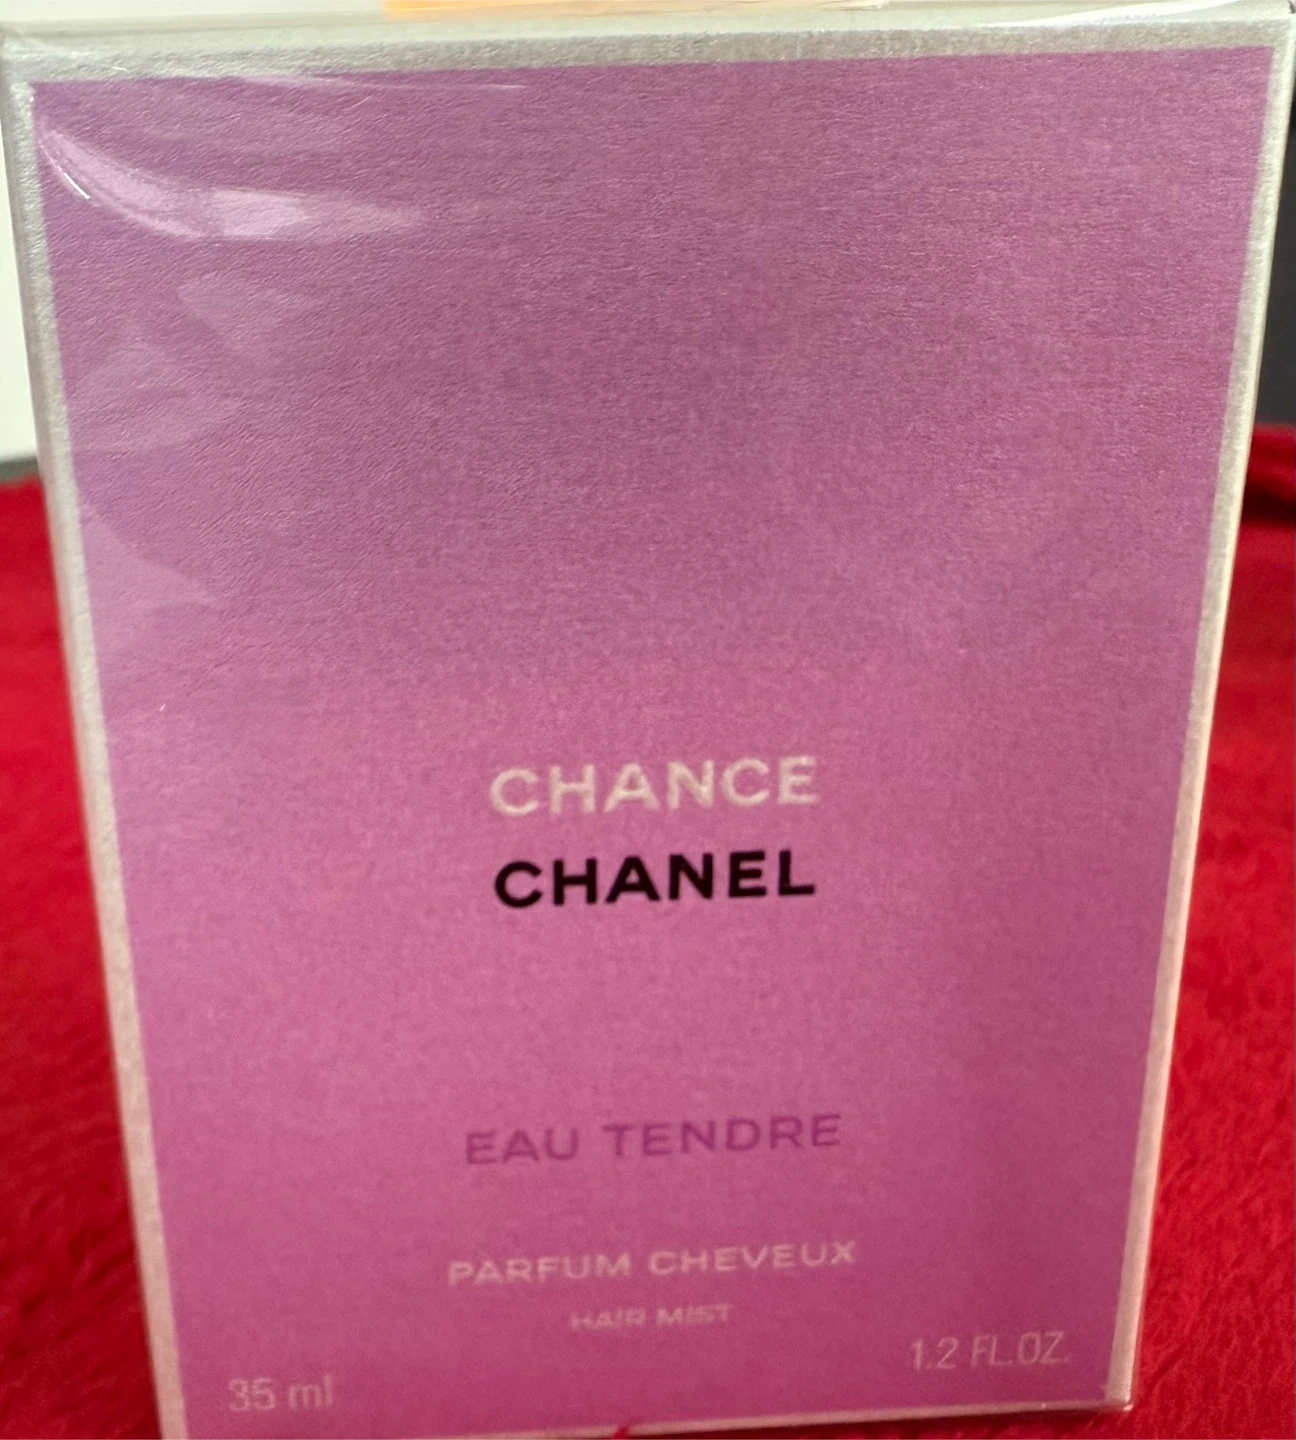 CHANCE
CHANEL
EAU TENDRE
PARFUM CHEVEUX
HAIR MIST
35 ml
1.2 FL.OZ.